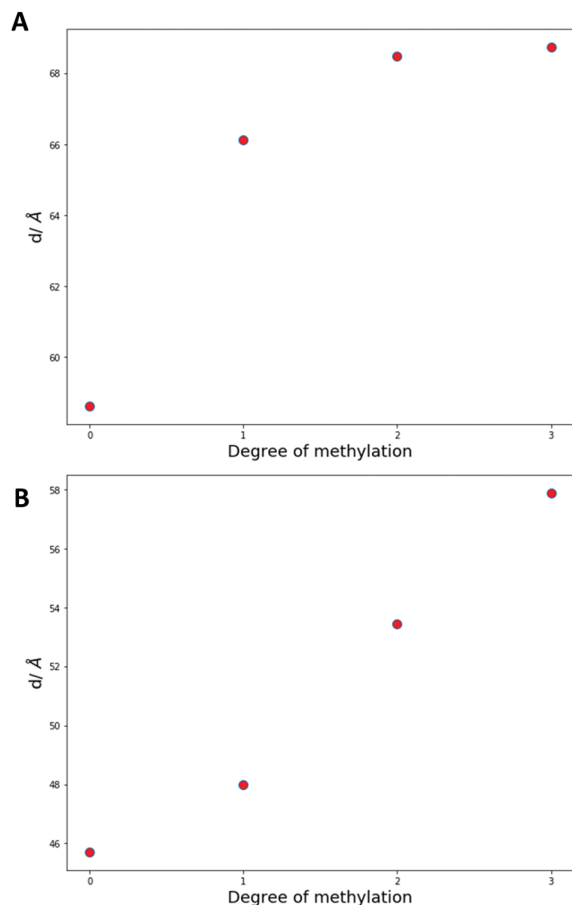 A
68
66
64
62
60
d/ Å
0 1 2 3
Degree of methylation
B
58
56
54
52
50
48
46
d/ Å
0 1 2 3
Degree of methylation